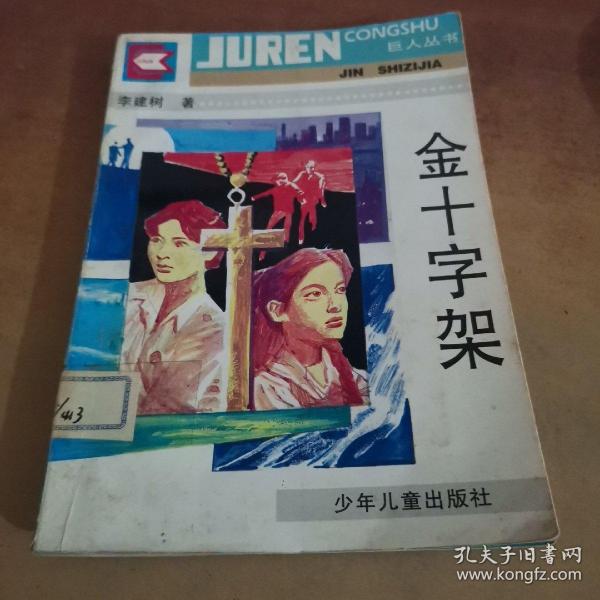 JUREN CONGSHU
巨人丛书
JIN SHIZIJIA
李建树 著
金十字架
413
少年儿童出版社
孔夫子旧书网
www.kongfz.com